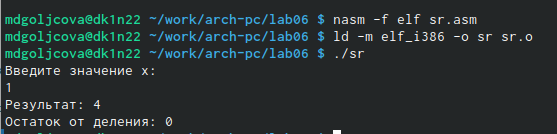 mdgoljcova@dk1n22 ~/work/arch-pc/lab06 $ nasm -f elf sr.asm
mdgoljcova@dk1n22 ~/work/arch-pc/lab06 $ ld -m elf_i386 -o sr sr.o
mdgoljcova@dk1n22 ~/work/arch-pc/lab06 $ ./sr
Введите значение x:
1
Результат: 4
Остаток от деления: 0